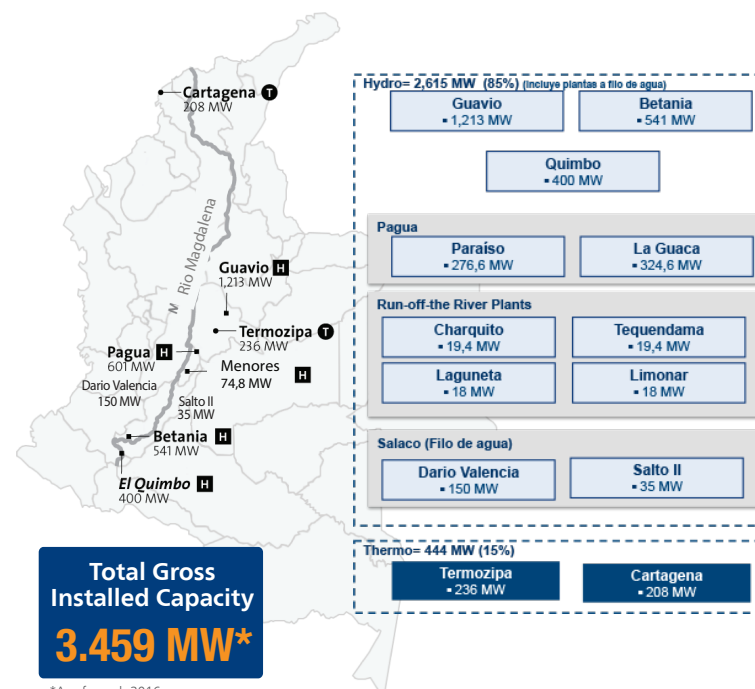 Cartagena T
208 MW
Rio Magdalena
Guavio H
1,213 MW
Termozipa T
236 MW
Pagua H
601 MW
Menores H
74,8 MW
Dario Valencia
150 MW
Salto II
35 MW
Betania H
541 MW
El Quimbo H
400 MW
Total Gross
Installed Capacity
3.459 MW*
Hydro= 2,615 MW (85%) (incluye plantas a filo de agua)
Guavio
▪ 1,213 MW
Betania
▪ 541 MW
Quimbo
▪ 400 MW
Pagua
Paraíso
▪ 276,6 MW
La Guaca
▪ 324,6 MW
Run-off-the River Plants
Charquito
▪ 19,4 MW
Tequendama
▪ 19,4 MW
Laguneta
▪ 18 MW
Limonar
▪ 18 MW
Salaco (Filo de agua)
Dario Valencia
▪ 150 MW
Salto II
▪ 35 MW
Thermo= 444 MW (15%)
Termozipa
▪ 236 MW
Cartagena
▪ 208 MW